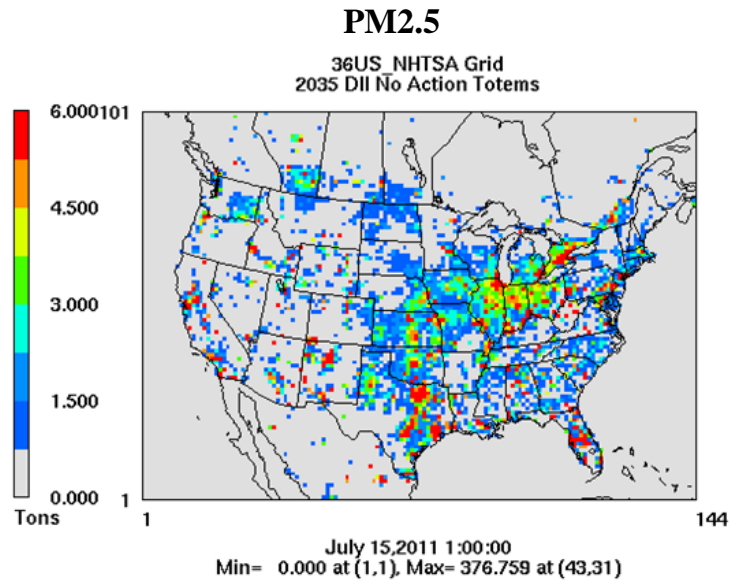 PM2.5
36US_NHTSA Grid
2035 DII No Action Totems
6.000
101
4.500
3.000
1.500
0.000
1
Tons
1
144
July 15,2011 1:00:00
Min= 0.000 at (1,1), Max= 376.759 at (43,31)